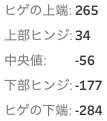 ヒゲの上端: 265
上部ヒンジ: 34
中央値: -56
下部ヒンジ: -177
ヒゲの下端: -284